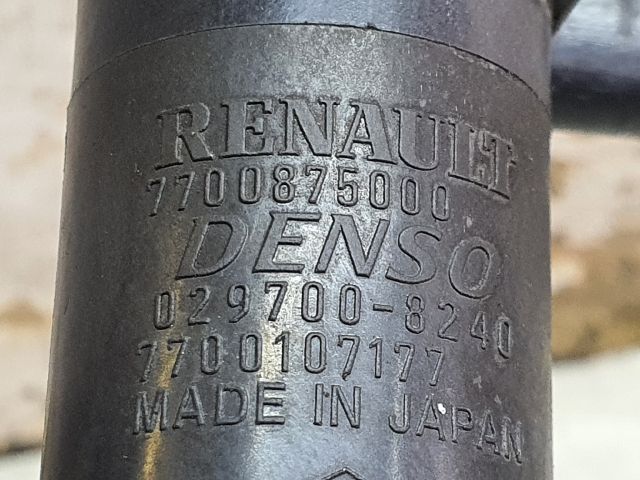 RENAULT
7700875000
DENSO
029700-8240
7700107177
MADE IN JAPAN